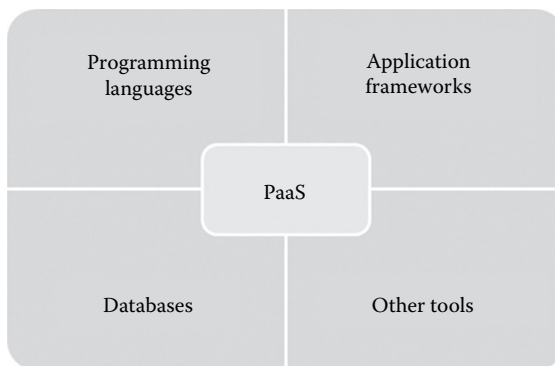 Programming
languages
Application
frameworks
PaaS
Databases
Other tools